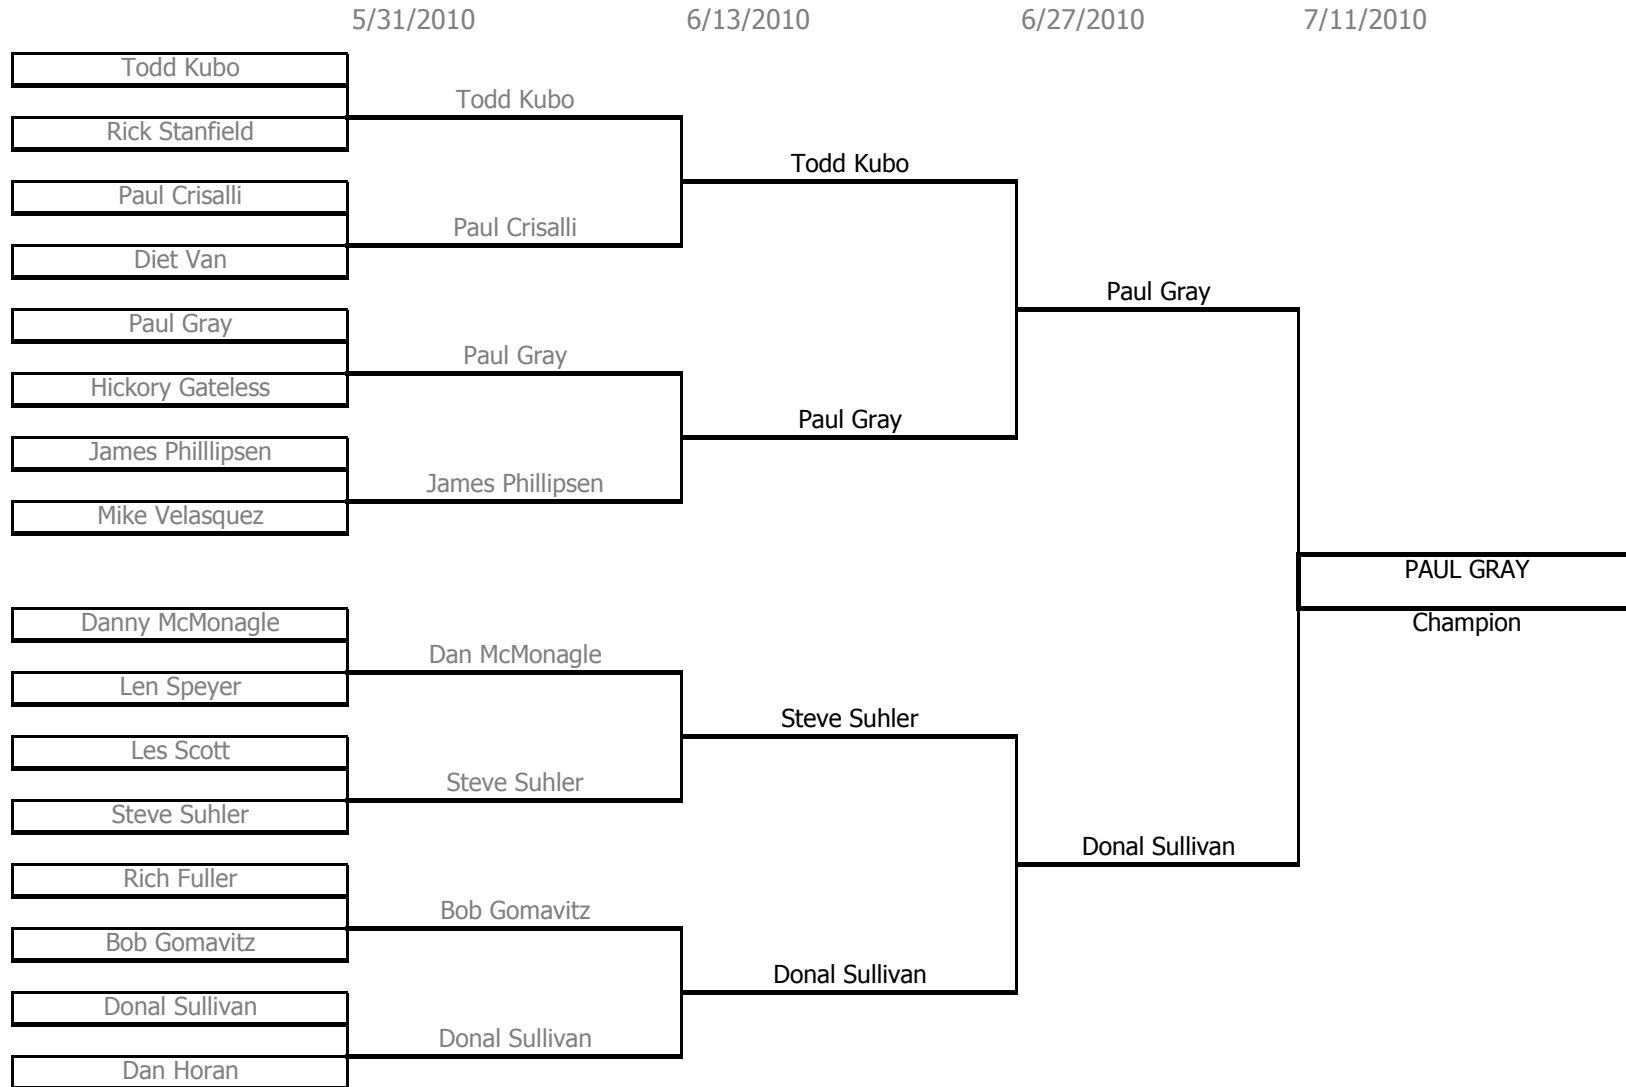 5/31/2010 6/13/2010 6/27/2010 7/11/2010
Todd Kubo
Todd Kubo
Rick Stanfield
Todd Kubo
Paul Crisalli
Paul Crisalli
Diet Van
Paul Gray
Paul Gray
Paul Gray
Hickory Gateless
Paul Gray
James Philllipsen
James Phillipsen
Mike Velasquez
PAUL GRAY
Danny McMonagle
Champion
Dan McMonagle
Len Speyer
Steve Suhler
Les Scott
Steve Suhler
Steve Suhler
Donal Sullivan
Rich Fuller
Bob Gomavitz
Bob Gomavitz
Donal Sullivan
Donal Sullivan
Donal Sullivan
Dan Horan